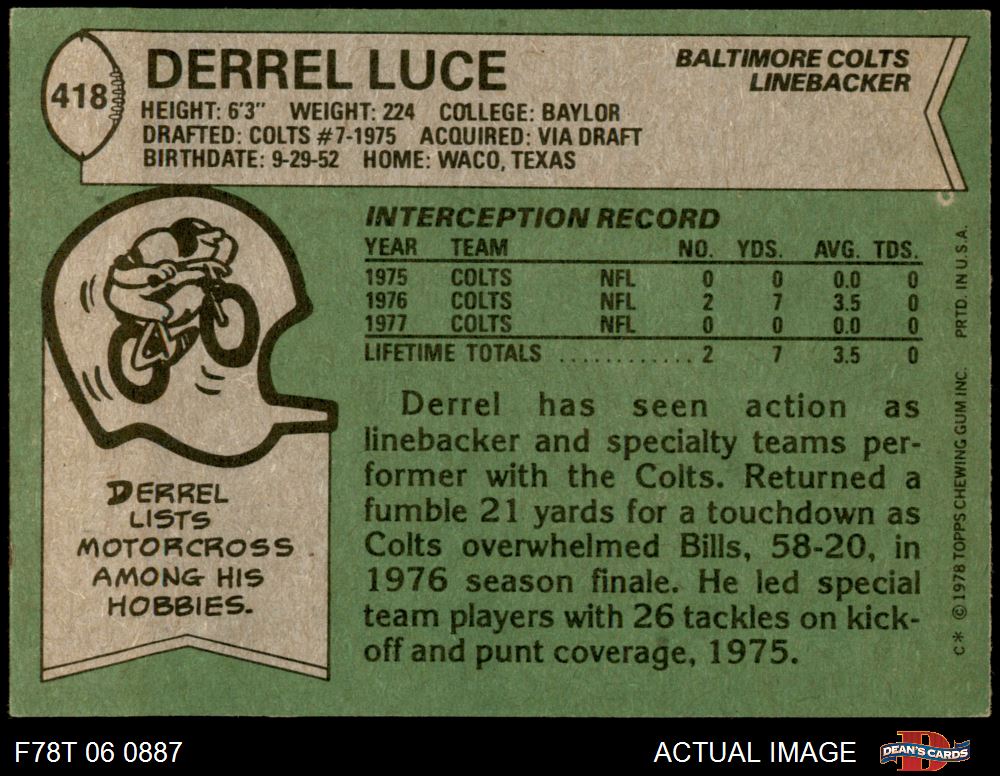 418
DERREL LUCE
BALTIMORE COLTS
LINEBACKER
HEIGHT: 6'3" WEIGHT: 224 COLLEGE: BAYLOR
DRAFTED: COLTS #7-1975 ACQUIRED: VIA DRAFT
BIRTHDATE: 9-29-52 HOME: WACO, TEXAS
INTERCEPTION RECORD
YEAR TEAM NO. YDS. AVG. TDS.
1975 COLTS NFL 0 0 0.0 0
1976 COLTS NFL 2 7 3.5 0
1977 COLTS NFL 0 0 0.0 0
LIFETIME TOTALS ............ 2 7 3.5 0
Derrel has seen action as
linebacker and specialty teams per-
former with the Colts. Returned a
fumble 21 yards for a touchdown as
Colts overwhelmed Bills, 58-20, in
1976 season finale. He led special
team players with 26 tackles on kick-
off and punt coverage, 1975.
DERREL
LISTS
MOTORCROSS
AMONG HIS
HOBBIES.
C* © 1978 TOPPS CHEWING GUM INC. PRTD. IN U.S.A.
F78T 06 0887
ACTUAL IMAGE
D
DEAN'S CARDS